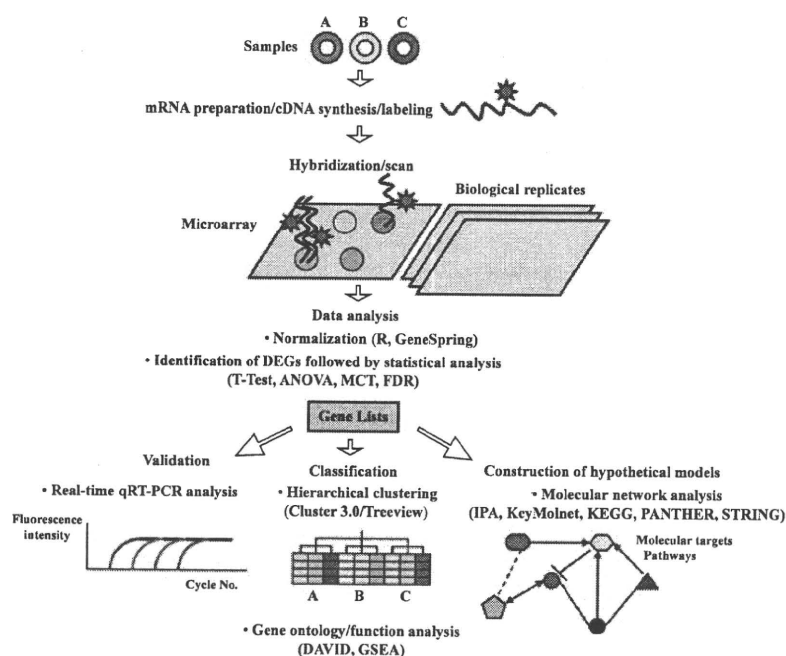 A B C
Samples
mRNA preparation/cDNA synthesis/labeling
Hybridization/scan
Biological replicates
Microarray
Data analysis
• Normalization (R, GeneSpring)
• Identification of DEGs followed by statistical analysis
(T-Test, ANOVA, MCT, FDR)
Gene Lists
Validation
• Real-time qRT-PCR analysis
Fluorescence
intensity
Cycle No.
Classification
• Hierarchical clustering
(Cluster 3.0/Treeview)
A B C
• Gene ontology/function analysis
(DAVID, GSEA)
Construction of hypothetical models
• Molecular network analysis
(IPA, KeyMolnet, KEGG, PANTHER, STRING)
Molecular targets
Pathways